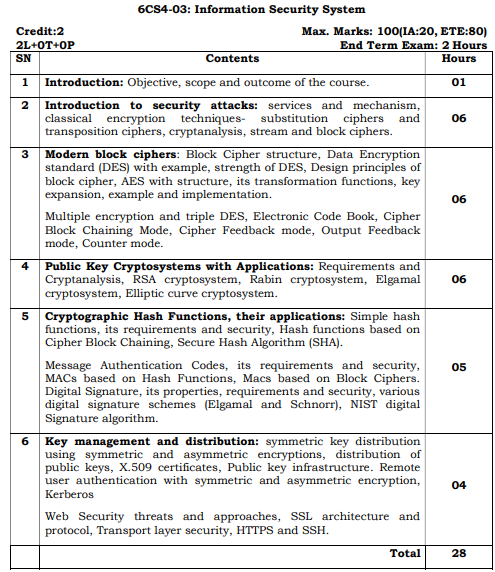 6CS4-03: Information Security System
Credit:2 Max. Marks: 100(IA:20, ETE:80)
2L+0T+0P End Term Exam: 2 Hours
SN Contents Hours
1 Introduction: Objective, scope and outcome of the course. 01
2 Introduction to security attacks: services and mechanism,
classical encryption techniques- substitution ciphers and
transposition ciphers, cryptanalysis, stream and block ciphers.
06
3 Modern block ciphers: Block Cipher structure, Data Encryption
standard (DES) with example, strength of DES, Design principles of
block cipher, AES with structure, its transformation functions, key
expansion, example and implementation.
Multiple encryption and triple DES, Electronic Code Book, Cipher
Block Chaining Mode, Cipher Feedback mode, Output Feedback
mode, Counter mode.
06
4 Public Key Cryptosystems with Applications: Requirements and
Cryptanalysis, RSA cryptosystem, Rabin cryptosystem, Elgamal
cryptosystem, Elliptic curve cryptosystem.
06
5 Cryptographic Hash Functions, their applications: Simple hash
functions, its requirements and security, Hash functions based on
Cipher Block Chaining, Secure Hash Algorithm (SHA).
Message Authentication Codes, its requirements and security,
MACs based on Hash Functions, Macs based on Block Ciphers.
Digital Signature, its properties, requirements and security, various
digital signature schemes (Elgamal and Schnorr), NIST digital
Signature algorithm.
05
6 Key management and distribution: symmetric key distribution
using symmetric and asymmetric encryptions, distribution of
public keys, X.509 certificates, Public key infrastructure. Remote
user authentication with symmetric and asymmetric encryption,
Kerberos
Web Security threats and approaches, SSL architecture and
protocol, Transport layer security, HTTPS and SSH.
04
Total 28